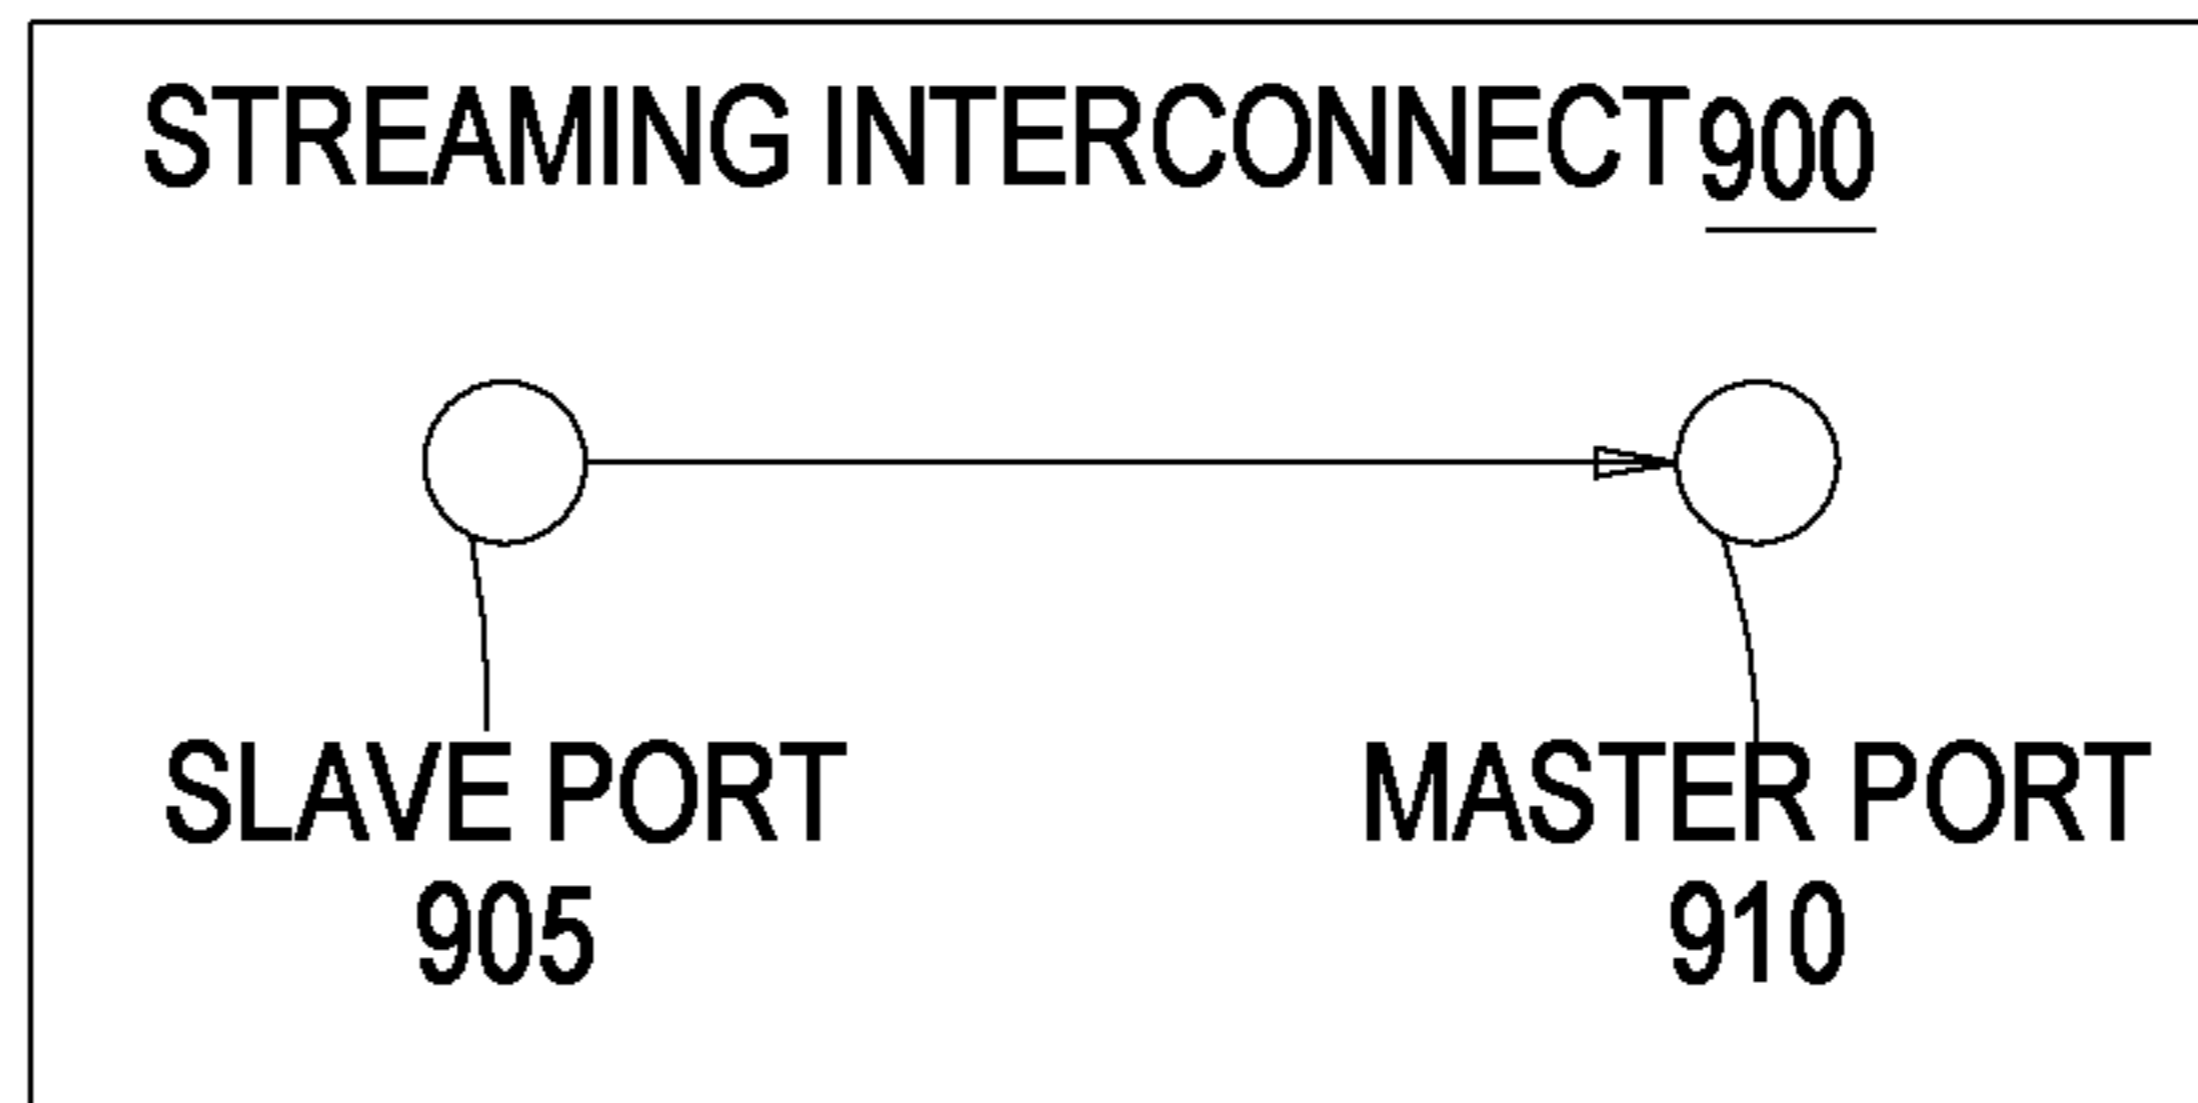 STREAMING INTERCONNECT 900
SLAVE PORT
905
MASTER PORT
910